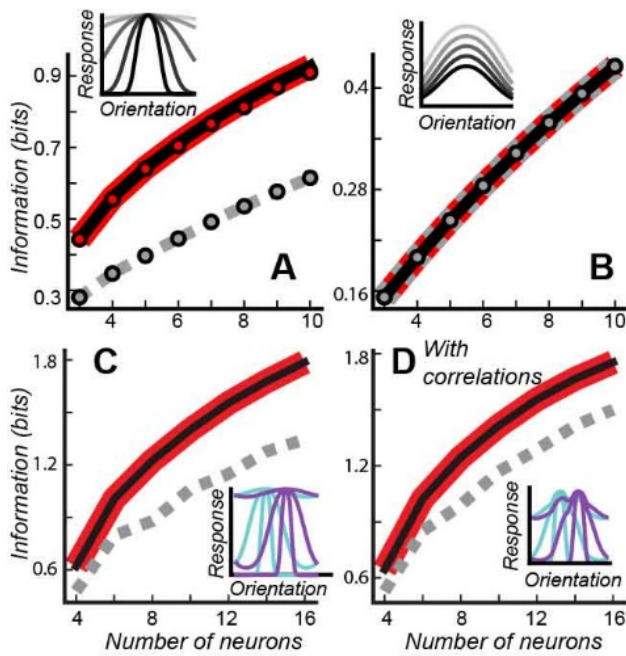 Response
Orientation
Information (bits)
0.9
0.7
0.5
0.3
4
6
8
10
A
Response
Orientation
0.4
0.28
0.16
4
6
8
10
B
C
Information (bits)
1.8
1.2
0.6
4
8
12
16
Number of neurons
Response
Orientation
D
With
correlations
1.8
1.2
0.6
4
8
12
16
Number of neurons
Response
Orientation